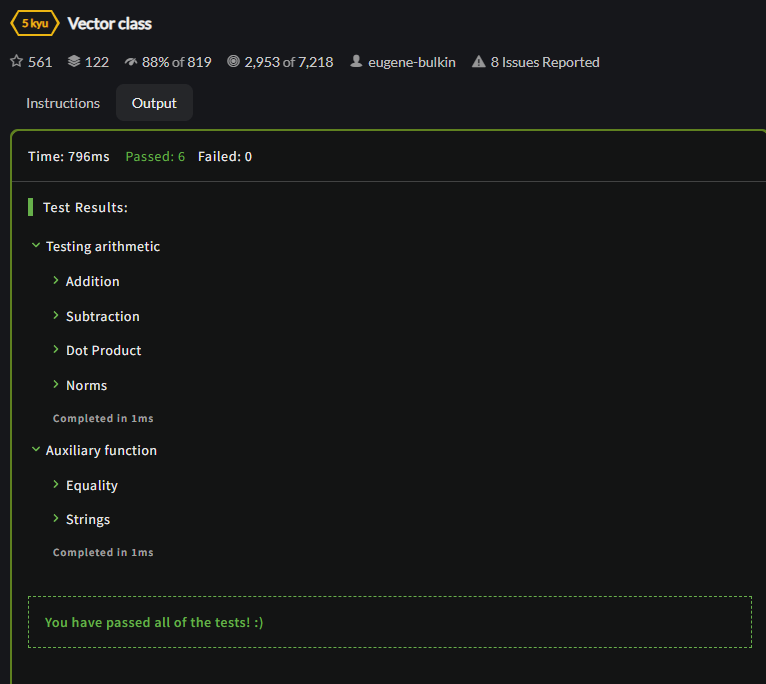 5 kyu Vector class
561 122 88% of 819 2,953 of 7,218 eugene-bulkin 8 Issues Reported
Instructions Output
Time: 796ms Passed: 6 Failed: 0
Test Results:
Testing arithmetic
Addition
Subtraction
Dot Product
Norms
Completed in 1ms
Auxiliary function
Equality
Strings
Completed in 1ms
You have passed all of the tests! :)